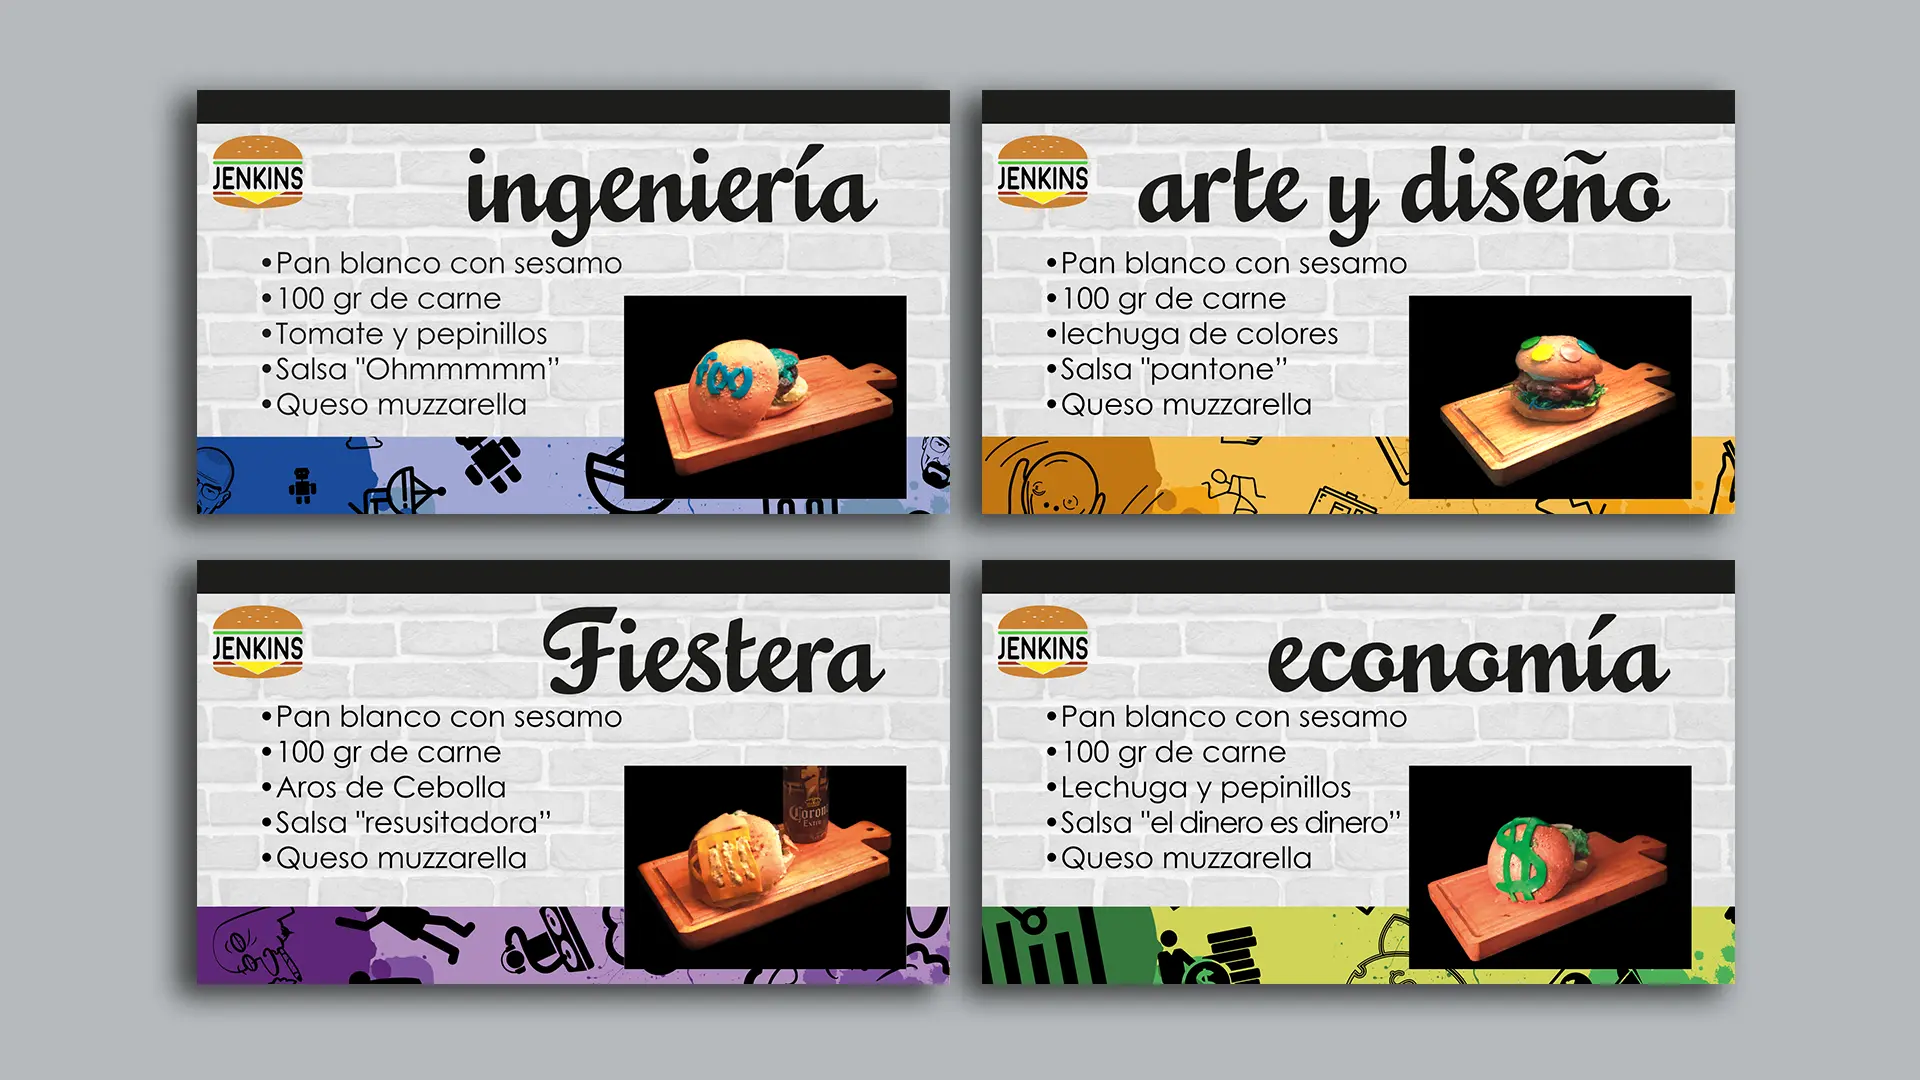 JENKINS
ingeniería
•Pan blanco con sesamo
•100 gr de carne
•Tomate y pepinillos
•Salsa "Ohmmmmm”
•Queso muzzarella
foo
JENKINS
arte y diseño
•Pan blanco con sesamo
•100 gr de carne
•lechuga de colores
•Salsa "pantone”
•Queso muzzarella
JENKINS
Fiestera
•Pan blanco con sesamo
•100 gr de carne
•Aros de Cebolla
•Salsa "resusitadora”
•Queso muzzarella
Corona
Extra
JENKINS
economía
•Pan blanco con sesamo
•100 gr de carne
•Lechuga y pepinillos
•Salsa "el dinero es dinero”
•Queso muzzarella
$
$